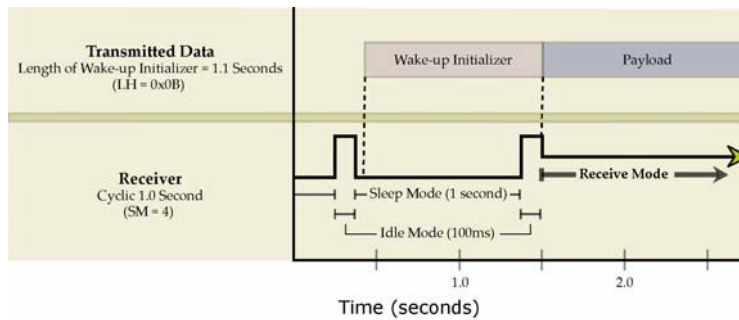 Transmitted Data
Length of Wake-up Initializer = 1.1 Seconds
(LH = 0x0B)
Wake-up Initializer
Payload
Receiver
Cyclic 1.0 Second
(SM = 4)
Sleep Mode (1 second)
Receive Mode
Idle Mode (100ms)
1.0
2.0
Time (seconds)